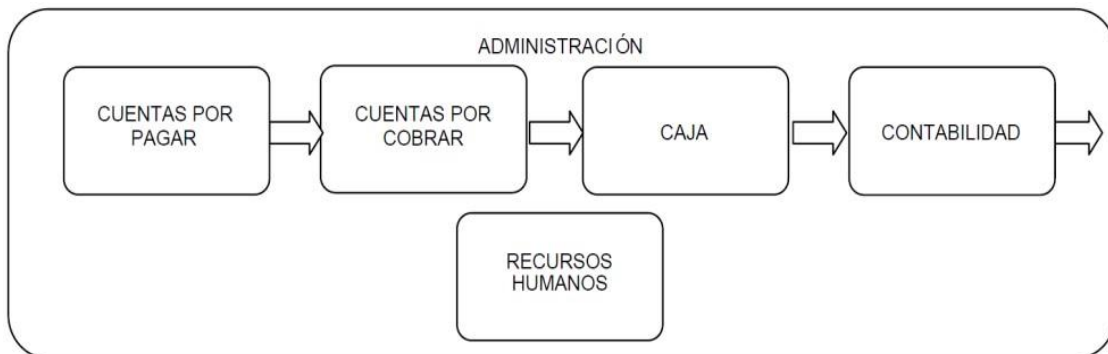 ADMINISTRACIÓN
CUENTAS POR
PAGAR
CUENTAS POR
COBRAR
CAJA
CONTABILIDAD
RECURSOS
HUMANOS